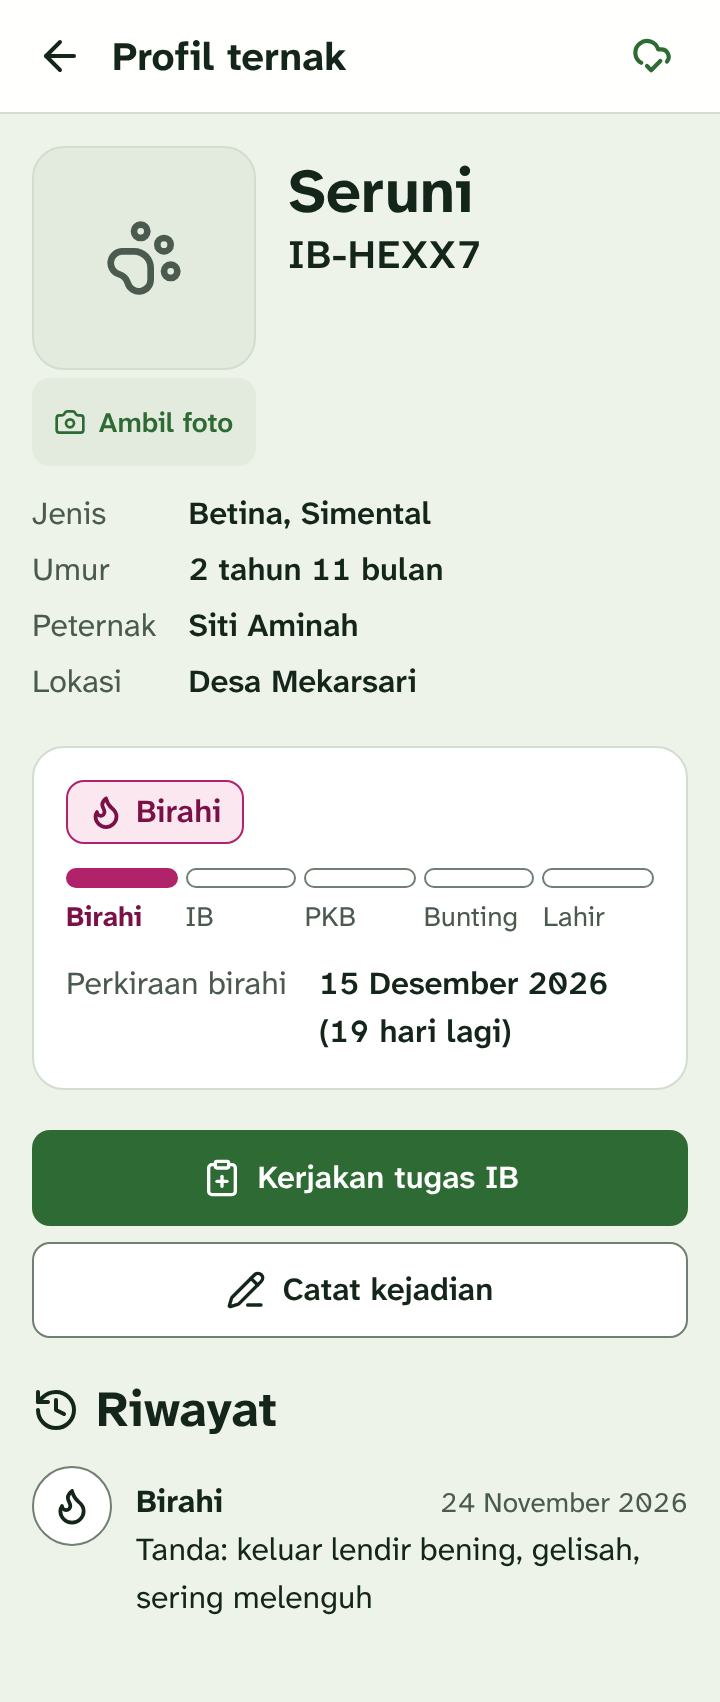 Profil ternak
Seruni
IB-HEXX7
Ambil foto
Jenis Betina, Simental
Umur 2 tahun 11 bulan
Peternak Siti Aminah
Lokasi Desa Mekarsari
Birahi
Birahi IB PKB Bunting Lahir
Perkiraan birahi 15 Desember 2026
(19 hari lagi)
Kerjakan tugas IB
Catat kejadian
Riwayat
Birahi 24 November 2026
Tanda: keluar lendir bening, gelisah,
sering melenguh